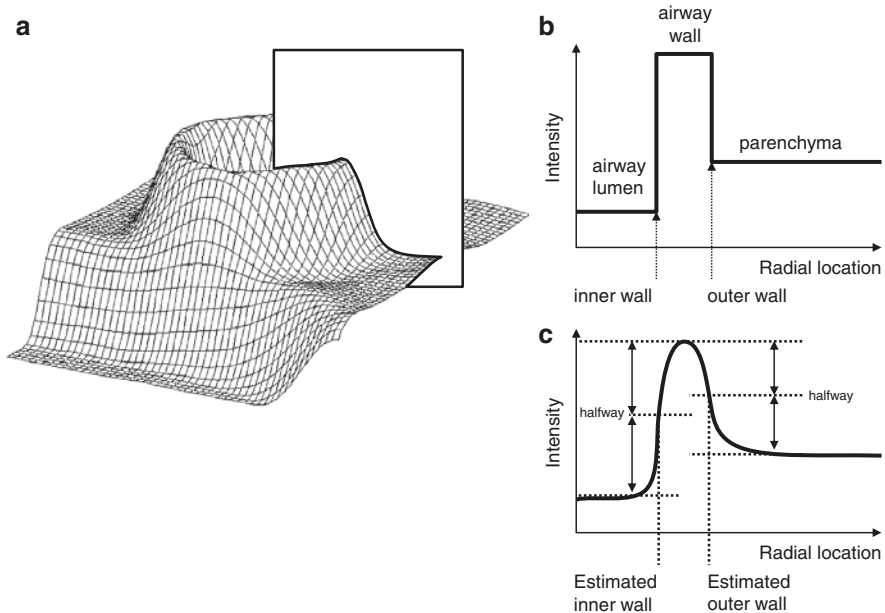 a
b
airway
wall
Intensity
airway
lumen
parenchyma
Radial location
inner wall
outer wall
c
Intensity
halfway
halfway
Radial location
Estimated
inner wall
Estimated
outer wall